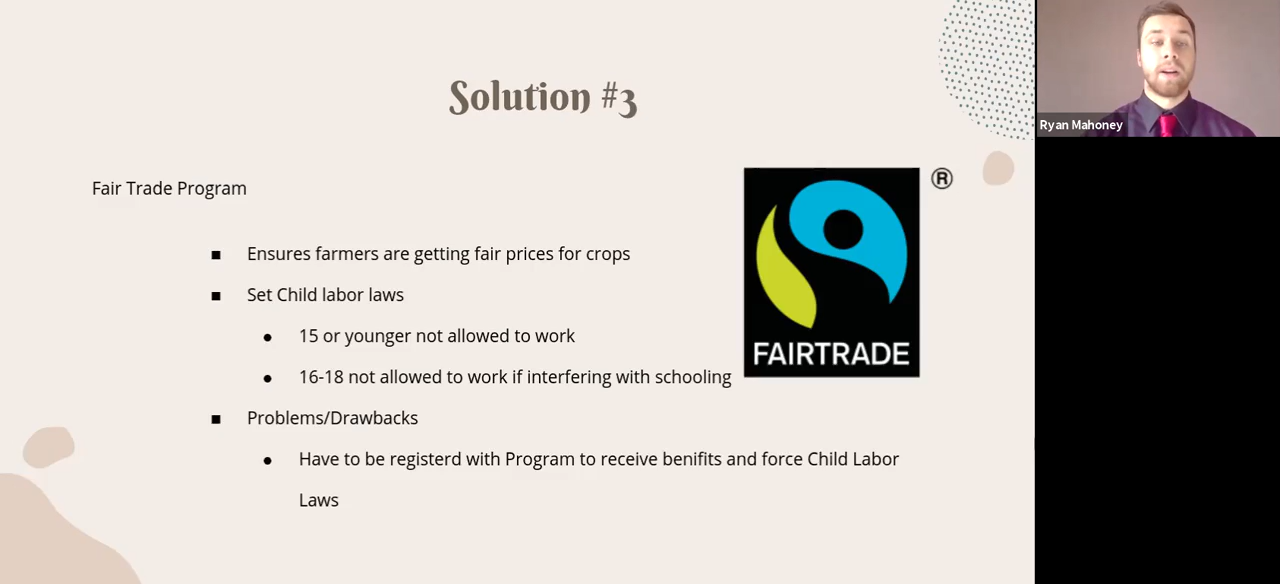 Solution #3
Ryan Mahoney
Fair Trade Program
®
Ensures farmers are getting fair prices for crops
Set Child labor laws
15 or younger not allowed to work
FAIRTRADE
16-18 not allowed to work if interfering with schooling
Problems/Drawbacks
Have to be registerd with Program to receive benifits and force Child Labor
Laws